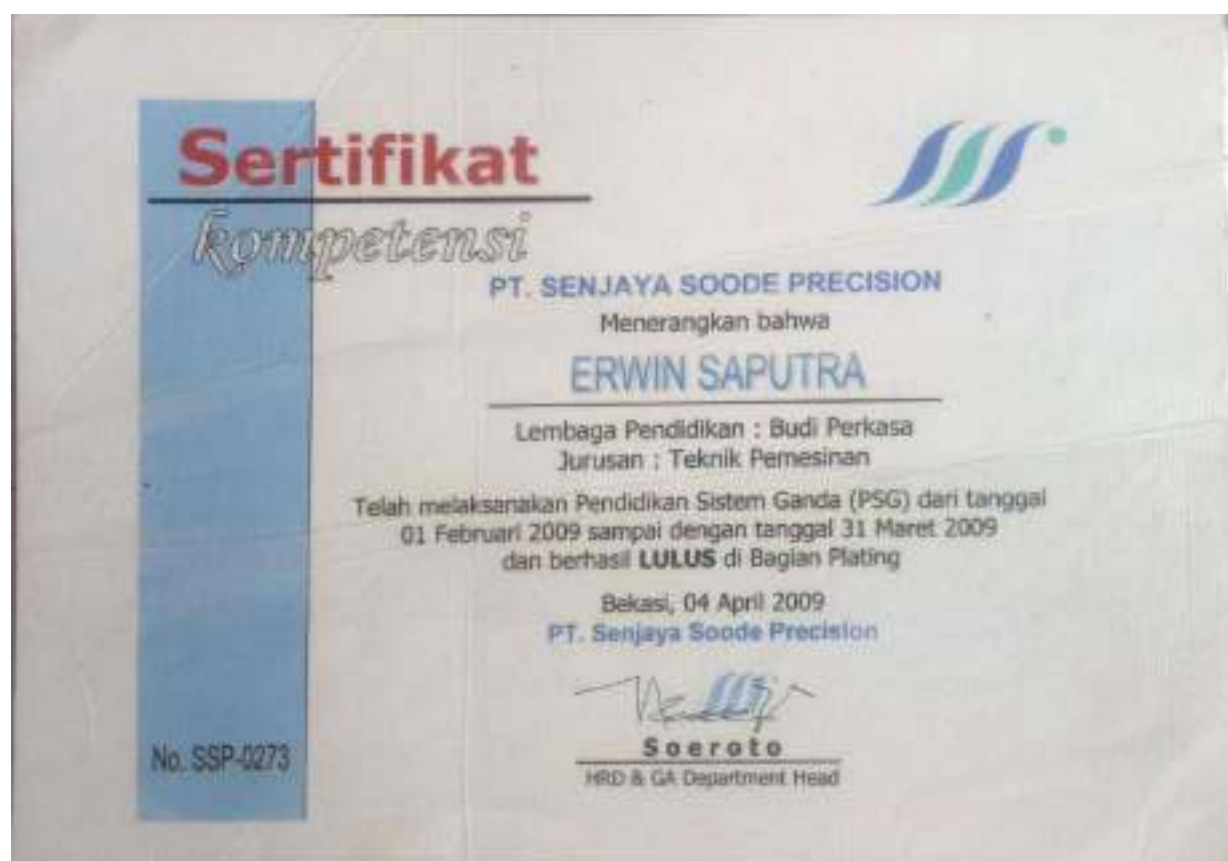 Sertifikat
kompetensi
PT. SENJAYA SOODE PRECISION
Menerangkan bahwa
ERWIN SAPUTRA
Lembaga Pendidikan : Budi Perkasa
Jurusan : Teknik Pemesinan
Telah melaksanakan Pendidikan Sistem Ganda (PSG) dari tanggal
01 Februari 2009 sampai dengan tanggal 31 Maret 2009
dan berhasil LULUS di Bagian Plating
Bekasi, 04 April 2009
PT. Senjaya Soode Precision
Soeroto
HRD & GA Department Head
No. SSP-0273